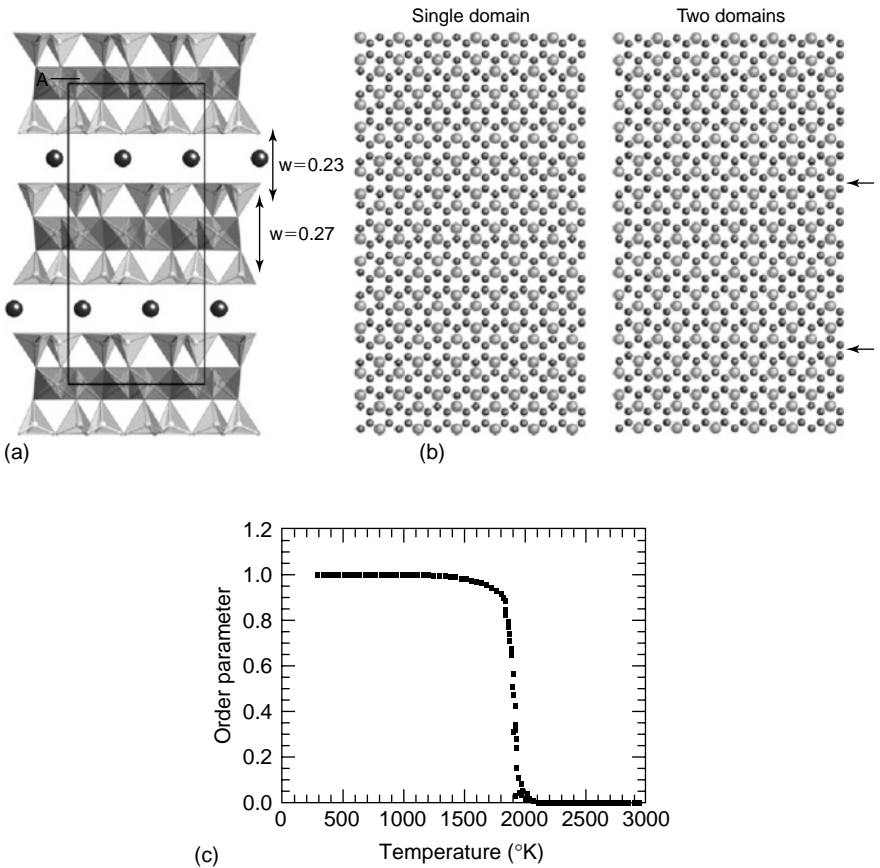 Single domain
Two domains
A
w=0.23
w=0.27
(a)
(b)
1.2
1.0
0.8
0.6
0.4
0.2
0.0
Order parameter
0 500 1000 1500 2000 2500 3000
Temperature (°K)
(c)